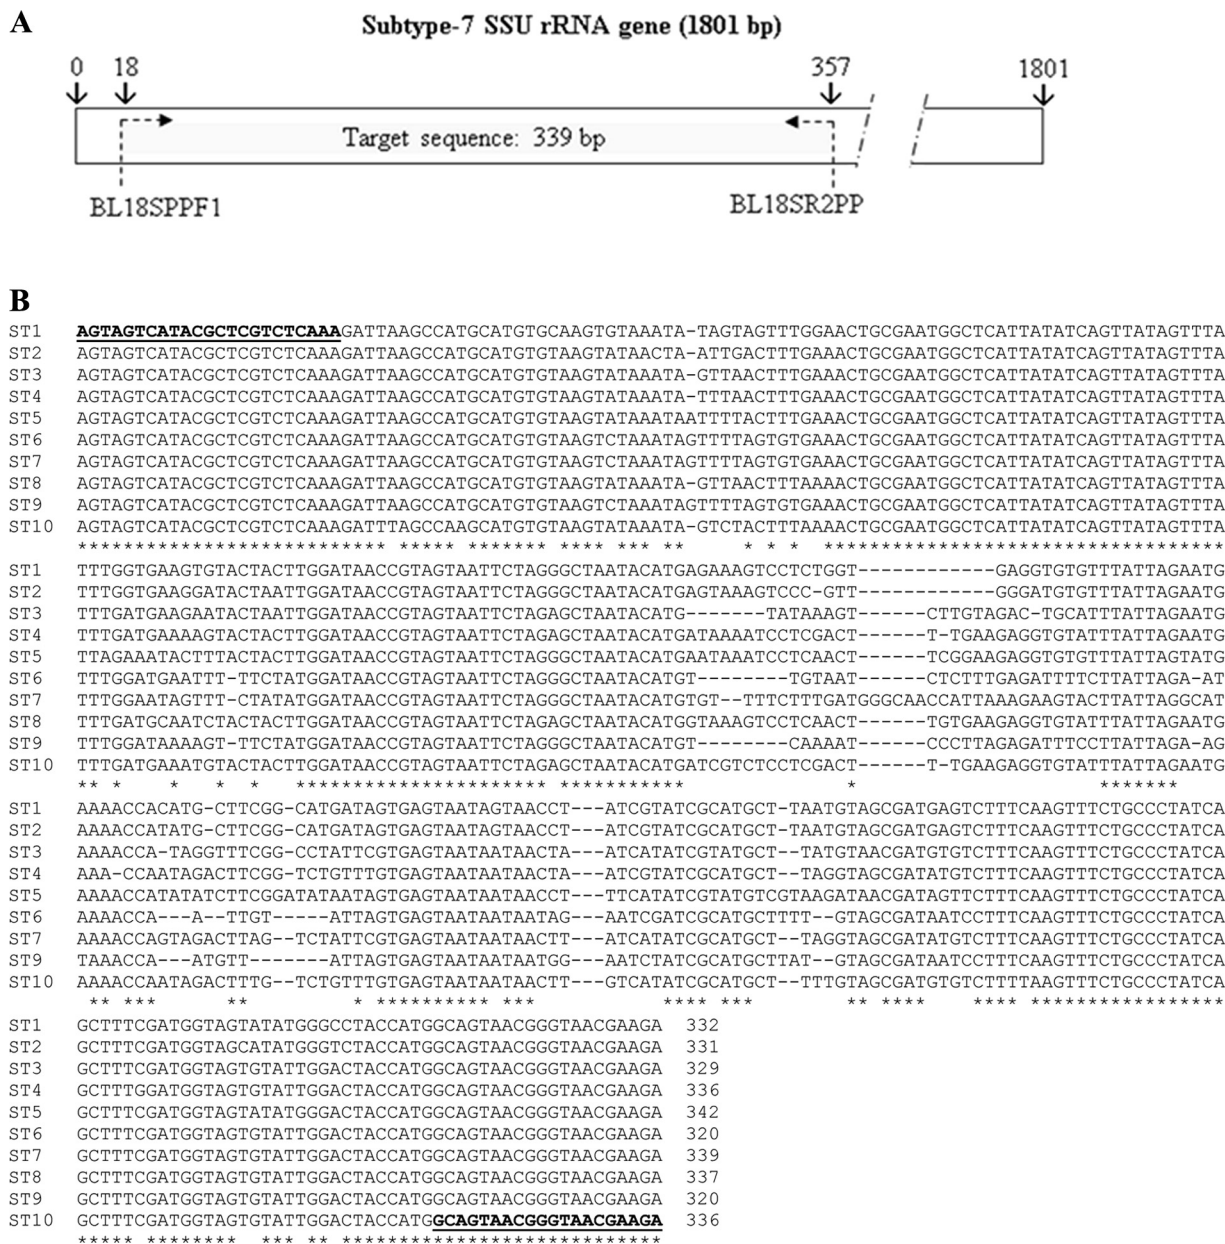 A
Subtype-7 SSU rRNA gene (1801 bp)
0 18 357 1801
Target sequence: 339 bp
BL18SPPF1 BL18SR2PP
B
ST1 AGTAGTCATACGCTCGTCTCAAAGATTAAGCCATGCATGTGCAAGTGTAAATA-TAGTAGTTTGGAACTGCGAATGGCTCATTATATCAGTTATAGTTTA
ST2 AGTAGTCATACGCTCGTCTCAAAGATTAAGCCATGCATGTGTAAGTATAACTA-ATTGACTTTGAAACTGCGAATGGCTCATTATATCAGTTATAGTTTA
ST3 AGTAGTCATACGCTCGTCTCAAAGATTAAGCCATGCATGTGTAAGTATAAATA-GTTAACTTTGAAACTGCGAATGGCTCATTATATCAGTTATAGTTTA
ST4 AGTAGTCATACGCTCGTCTCAAAGATTAAGCCATGCATGTGTAAGTATAAATA-TTTAACTTTGAAACTGCGAATGGCTCATTATATCAGTTATAGTTTA
ST5 AGTAGTCATACGCTCGTCTCAAAGATTAAGCCATGCATGTGTAAGTATAAATAATTTTACTTTGAAACTGCGAATGGCTCATTATATCAGTTATAGTTTA
ST6 AGTAGTCATACGCTCGTCTCAAAGATTAAGCCATGCATGTGTAAGTCTAAATAGTTTTAGTGTGAAACTGCGAATGGCTCATTATATCAGTTATAGTTTA
ST7 AGTAGTCATACGCTCGTCTCAAAGATTAAGCCATGCATGTGTAAGTCTAAATAGTTTTAGTGTGAAACTGCGAATGGCTCATTATATCAGTTATAGTTTA
ST8 AGTAGTCATACGCTCGTCTCAAAGATTAAGCCATGCATGTGTAAGTATAAATA-GTTAACTTTAAAACTGCGAATGGCTCATTATATCAGTTATAGTTTA
ST9 AGTAGTCATACGCTCGTCTCAAAGATTAAGCCATGCATGTGTAAGTCTAAATAGTTTTAGTGTGAAACTGCGAATGGCTCATTATATCAGTTATAGTTTA
ST10 AGTAGTCATACGCTCGTCTCAAAGATTTAGCCAAGCATGTGTAAGTATAAATA-GTCTACTTTAAAACTGCGAATGGCTCATTATATCAGTTATAGTTTA
*************************** ***** ******* **** *** ** * * * ***********************************
ST1 TTTGGTGAAGTGTACTACTTGGATAACCGTAGTAATTCTAGGGCTAATACATGAGAAAGTCCTCTGGT------------GAGGTGTGTTTATTAGAATG
ST2 TTTGGTGAAGGATACTAATTGGATAACCGTAGTAATTCTAGGGCTAATACATGAGTAAAGTCCC-GTT------------GGGATGTGTTTATTAGAATG
ST3 TTTGATGAAGAATACTAATTGGATAACCGTAGTAATTCTAGAGCTAATACATG-------TATAAAGT------CTTGTAGAC-TGCATTTATTAGAATG
ST4 TTTGATGAAAAGTACTACTTGGATAACCGTAGTAATTCTAGAGCTAATACATGATAAAATCCTCGACT------T-TGAAGAGGTGTATTTATTAGAATG
ST5 TTAGAAATACTTTACTACTTGGATAACCGTAGTAATTCTAGGGCTAATACATGAATAAATCCTCAACT------TCGGAAGAGGTGTGTTTATTAGTATG
ST6 TTTGGATGAATTT-TTCTATGGATAACCGTAGTAATTCTAGGGCTAATACATGT--------TGTAAT------CTCTTTGAGATTTTCTTATTAGA-AT
ST7 TTTGGAATAGTTT-CTATATGGATAACCGTAGTAATTCTAGGGCTAATACATGTGT--TTTCTTTGATGGGCAACCATTAAAGAAGTACTTATTAGGCAT
ST8 TTTGATGCAATCTACTACTTGGATAACCGTAGTAATTCTAGAGCTAATACATGGTAAAGTCCTCAACT------TGTGAAGAGGTGTATTTATTAGAATG
ST9 TTTGGATAAAAGT-TTCTATGGATAACCGTAGTAATTCTAGGGCTAATACATGT--------CAAAAT------CCCTTAGAGATTTCCTTATTAGA-AG
ST10 TTTGATGAAATGTACTACTTGGATAACCGTAGTAATTCTAGAGCTAATACATGATCGTCTCCTCGACT------T-TGAAGAGGTGTATTTATTAGAATG
** * * * * ********************* *********** * *******
ST1 AAAACCACATG-CTTCGG-CATGATAGTGAGTAATAGTAACCT---ATCGTATCGCATGCT-TAATGTAGCGATGAGTCTTTCAAGTTTCTGCCCTATCA
ST2 AAAACCATATG-CTTCGG-CATGATAGTGAGTAATAGTAACCT---ATCGTATCGCATGCT-TAATGTAGCGATGAGTCTTTCAAGTTTCTGCCCTATCA
ST3 AAAACCA-TAGGTTTCGG-CCTATTCGTGAGTAATAATAACTA---ATCATATCGTATGCT--TATGTAACGATGTGTCTTTCAAGTTTCTGCCCTATCA
ST4 AAA-CCAATAGACTTCGG-TCTGTTTGTGAGTAATAATAACTA---ATCGTATCGCATGCT--TAGGTAGCGATATGTCTTTCAAGTTTCTGCCCTATCA
ST5 AAAACCATATATCTTCGGATATAATAGTGAGTAATAATAACCT---TTCATATCGTATGTCGTAAGATAACGATAGTTCTTTCAAGTTTCTGCCCTATCA
ST6 AAAACCA---A--TTGT-----ATTAGTGAGTAATAATAATAG---AATCGATCGCATGCTTTT--GTAGCGATAATCCTTTCAAGTTTCTGCCCTATCA
ST7 AAAACCAGTAGACTTAG--TCTATTCGTGAGTAATAATAACTT---ATCATATCGCATGCT--TAGGTAGCGATATGTCTTTCAAGTTTCTGCCCTATCA
ST9 TAAACCA---ATGTT-------ATTAGTGAGTAATAATAATGG---AATCTATCGCATGCTTAT--GTAGCGATAATCCTTTCAAGTTTCTGCCCTATCA
ST10 AAAACCAATAGACTTTG--TCTGTTTGTGAGTAATAATAACTT---GTCATATCGCATGCT--TTTGTAGCGATGTGTCTTTTAAGTTTCTGCCCTATCA
** *** ** * ********** *** **** *** ** **** **** *****************
ST1 GCTTTCGATGGTAGTATATGGGCCTACCATGGCAGTAACGGGTAACGAAGA 332
ST2 GCTTTCGATGGTAGCATATGGGTCTACCATGGCAGTAACGGGTAACGAAGA 331
ST3 GCTTTCGATGGTAGTGTATTGGACTACCATGGCAGTAACGGGTAACGAAGA 329
ST4 GCTTTGGATGGTAGTGTATTGGACTACCATGGCAGTAACGGGTAACGAAGA 336
ST5 GCTTTCGATGGTAGTATATGGGACTACCATGGCAGTAACGGGTAACGAAGA 342
ST6 GCTTTCGATGGTAGTGTATTGGACTACCATGGCAGTAACGGGTAACGAAGA 320
ST7 GCTTTCGATGGTAGTGTATTGGACTACCATGGCAGTAACGGGTAACGAAGA 339
ST8 GCTTTCGATGGTAGTGTATTGGACTACCATGGCAGTAACGGGTAACGAAGA 337
ST9 GCTTTCGATGGTAGTGTATTGGACTACCATGGCAGTAACGGGTAACGAAGA 320
ST10 GCTTTCGATGGTAGTGTATTGGACTACCATGGCAGTAACGGGTAACGAAGA 336
***** ******** *** ** ****************************